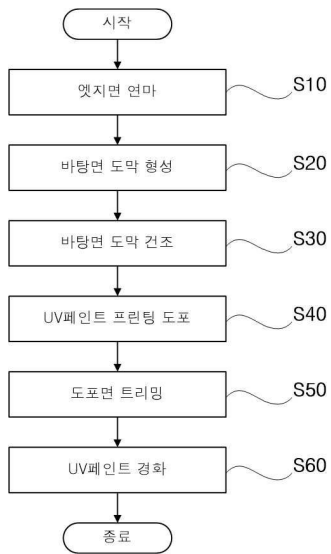 시작
엣지면 연마 S10
바탕면 도막 형성 S20
바탕면 도막 건조 S30
UV페인트 프린팅 도포 S40
도포면 트리밍 S50
UV페인트 경화 S60
종료